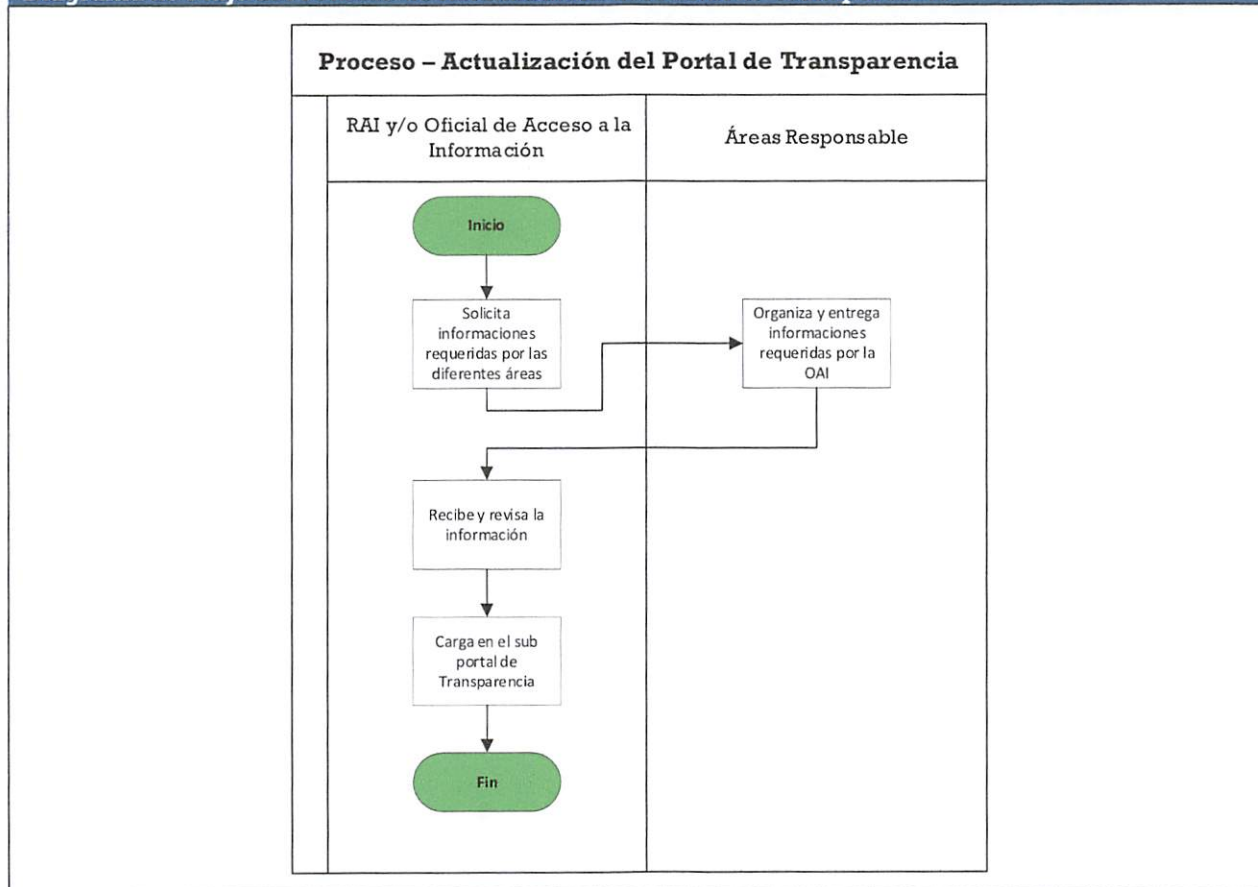 Proceso – Actualización del Portal de Transparencia
RAI y/o Oficial de Acceso a la
Información
Áreas Responsable
Inicio
Solicita
informaciones
requeridas por las
diferentes áreas
Organiza y entrega
informaciones
requeridas por la
OAI
Recibe y revisa la
información
Carga en el sub
portal de
Transparencia
Fin